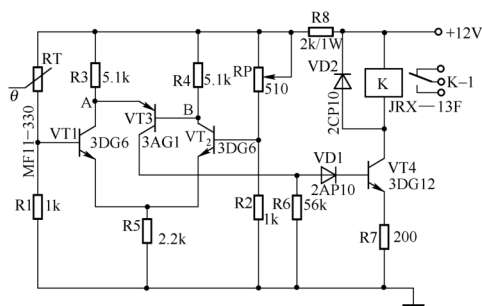 R8
+12V
2k/1W
RT
R3
5.1k
R4
5.1k
RP
510
VD2
2CP10
K
K-1
JRX—13F
θ
MF11-330
A
B
VT3
3AG1
VT1
3DG6
VT2
3DG6
VD1
2AP10
VT4
3DG12
R1
1k
R5
2.2k
R2
1k
R6
56k
R7
200